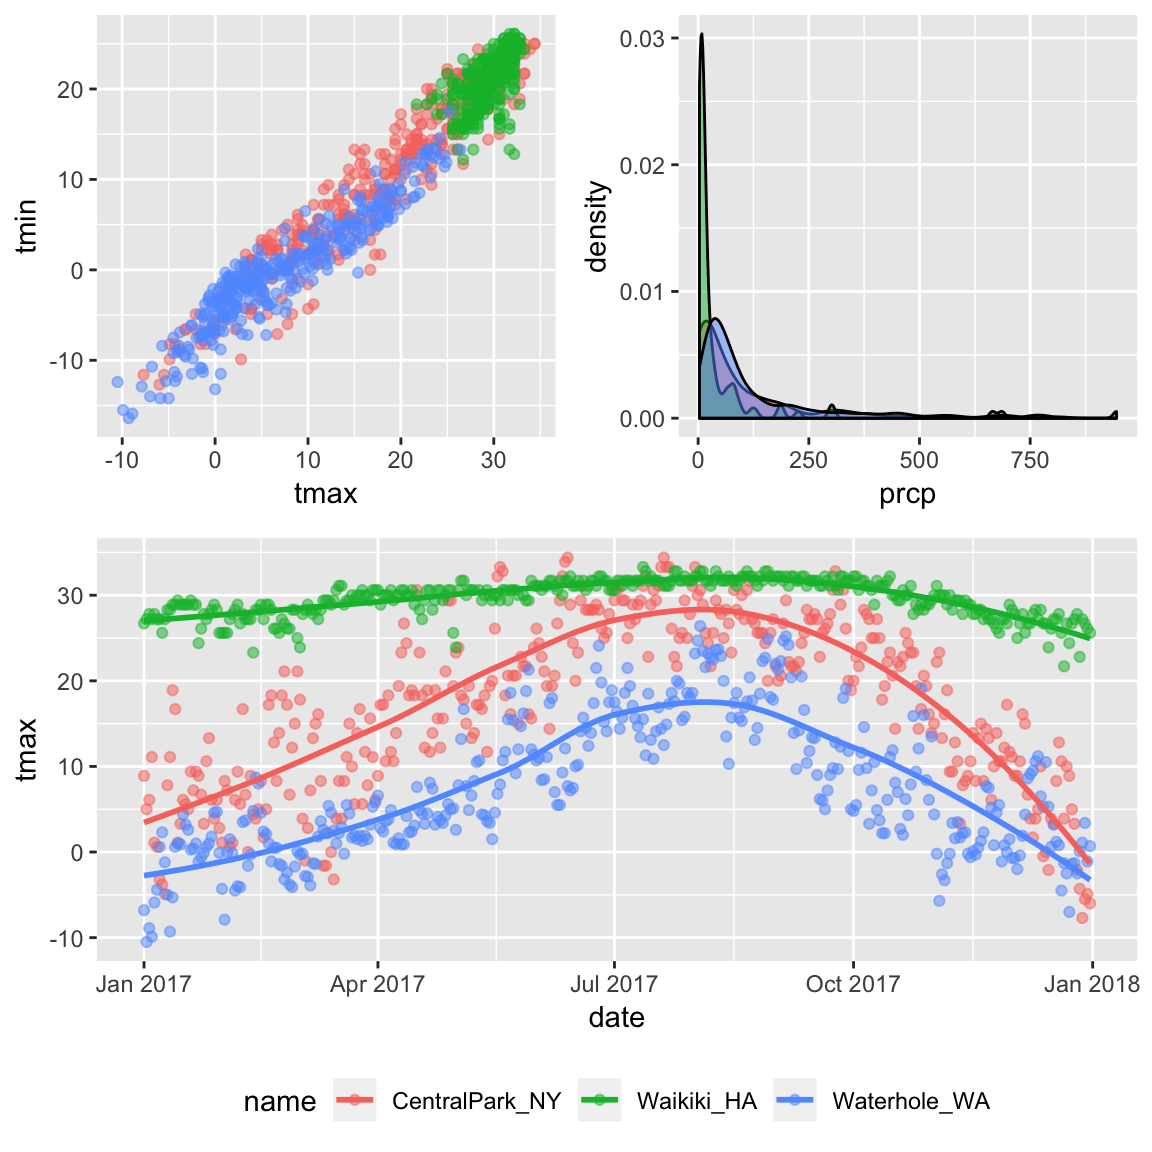 20
10
0
-10
tmin
-10 0 10 20 30
tmax
0.03
0.02
0.01
0.00
density
0 250 500 750
prcp
30
20
10
0
-10
tmax
Jan 2017 Apr 2017 Jul 2017 Oct 2017 Jan 2018
date
name CentralPark_NY Waikiki_HA Waterhole_WA